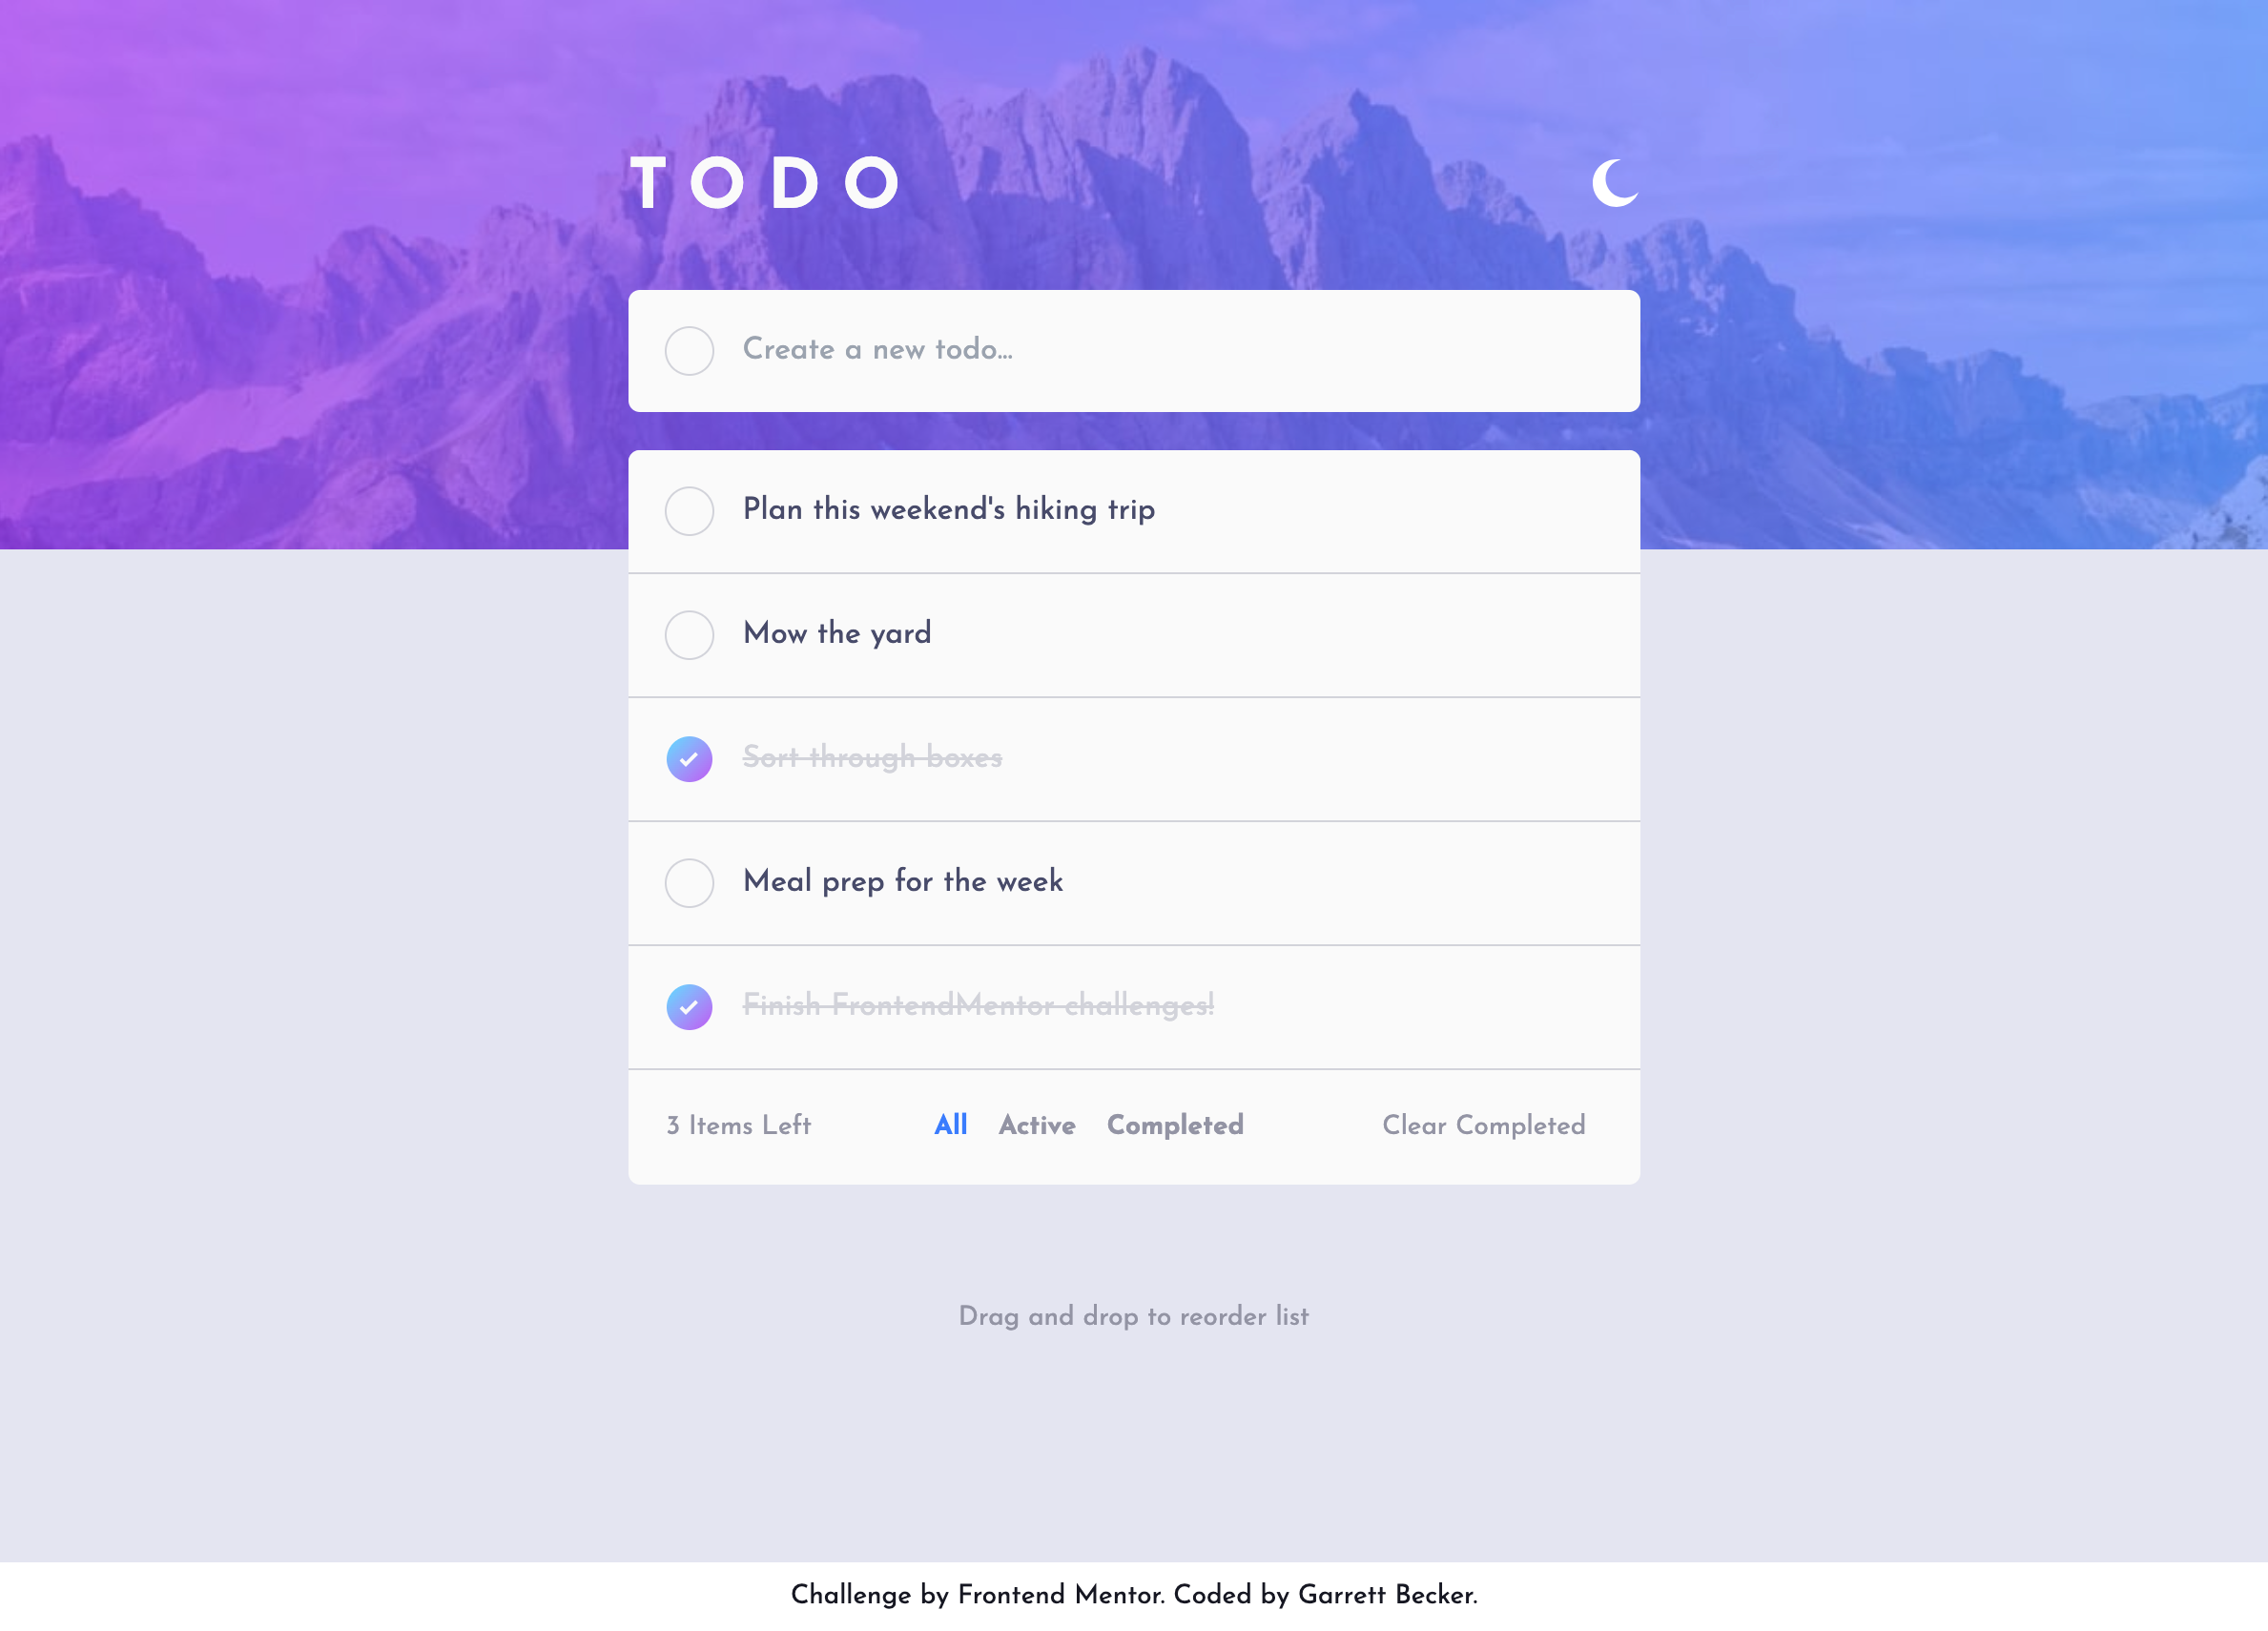 TODO
Create a new todo...
Plan this weekend's hiking trip
Mow the yard
Sort through boxes
Meal prep for the week
Finish FrontendMentor challenges!
3 Items Left All Active Completed Clear Completed
Drag and drop to reorder list
Challenge by Frontend Mentor. Coded by Garrett Becker.